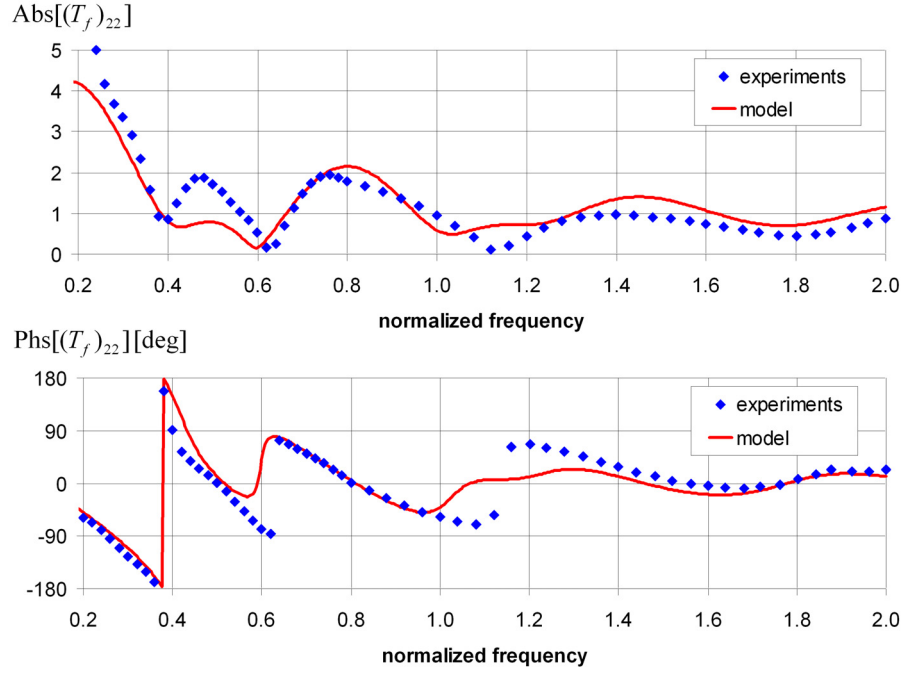 Abs[(T_f)_22]
5
4
3
2
1
0
experiments
model
0.2 0.4 0.6 0.8 1.0 1.2 1.4 1.6 1.8 2.0
normalized frequency
Phs[(T_f)_22][deg]
180
90
0
-90
-180
experiments
model
0.2 0.4 0.6 0.8 1.0 1.2 1.4 1.6 1.8 2.0
normalized frequency